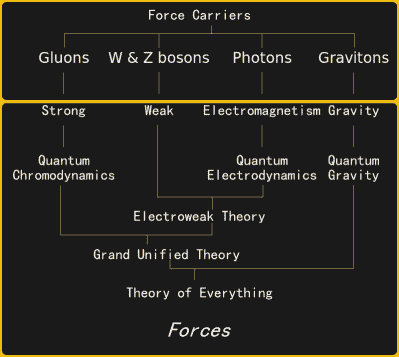 Force Carriers
Gluons W & Z bosons Photons Gravitons
Strong Weak Electromagnetism Gravity
Quantum Chromodynamics
Quantum Electrodynamics
Quantum Gravity
Electroweak Theory
Grand Unified Theory
Theory of Everything
Forces